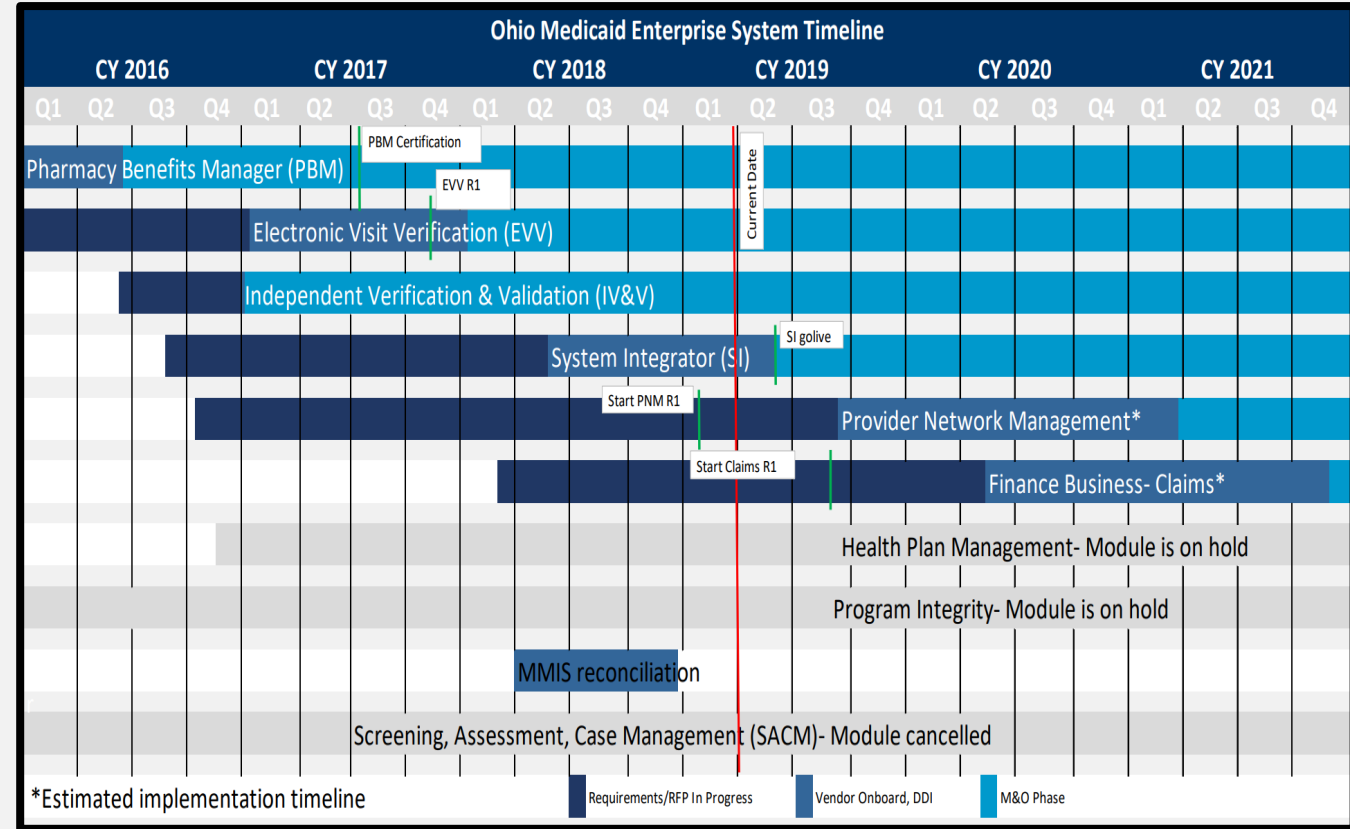 Ohio Medicaid Enterprise System Timeline
CY 2016 CY 2017 CY 2018 CY 2019 CY 2020 CY 2021
Q1 Q2 Q3 Q4 Q1 Q2 Q3 Q4 Q1 Q2 Q3 Q4 Q1 Q2 Q3 Q4 Q1 Q2 Q3 Q4 Q1 Q2 Q3 Q4
PBM Certification
Current Date
Pharmacy Benefits Manager (PBM)
EVV R1
Electronic Visit Verification (EVV)
Independent Verification & Validation (IV&V)
SI golive
System Integrator (SI)
Start PNM R1
Provider Network Management*
Start Claims R1
Finance Business- Claims*
Health Plan Management- Module is on hold
Program Integrity- Module is on hold
MMIS reconciliation
Screening, Assessment, Case Management (SACM)- Module cancelled
*Estimated implementation timeline
Requirements/RFP In Progress
Vendor Onboard, DDI
M&O Phase